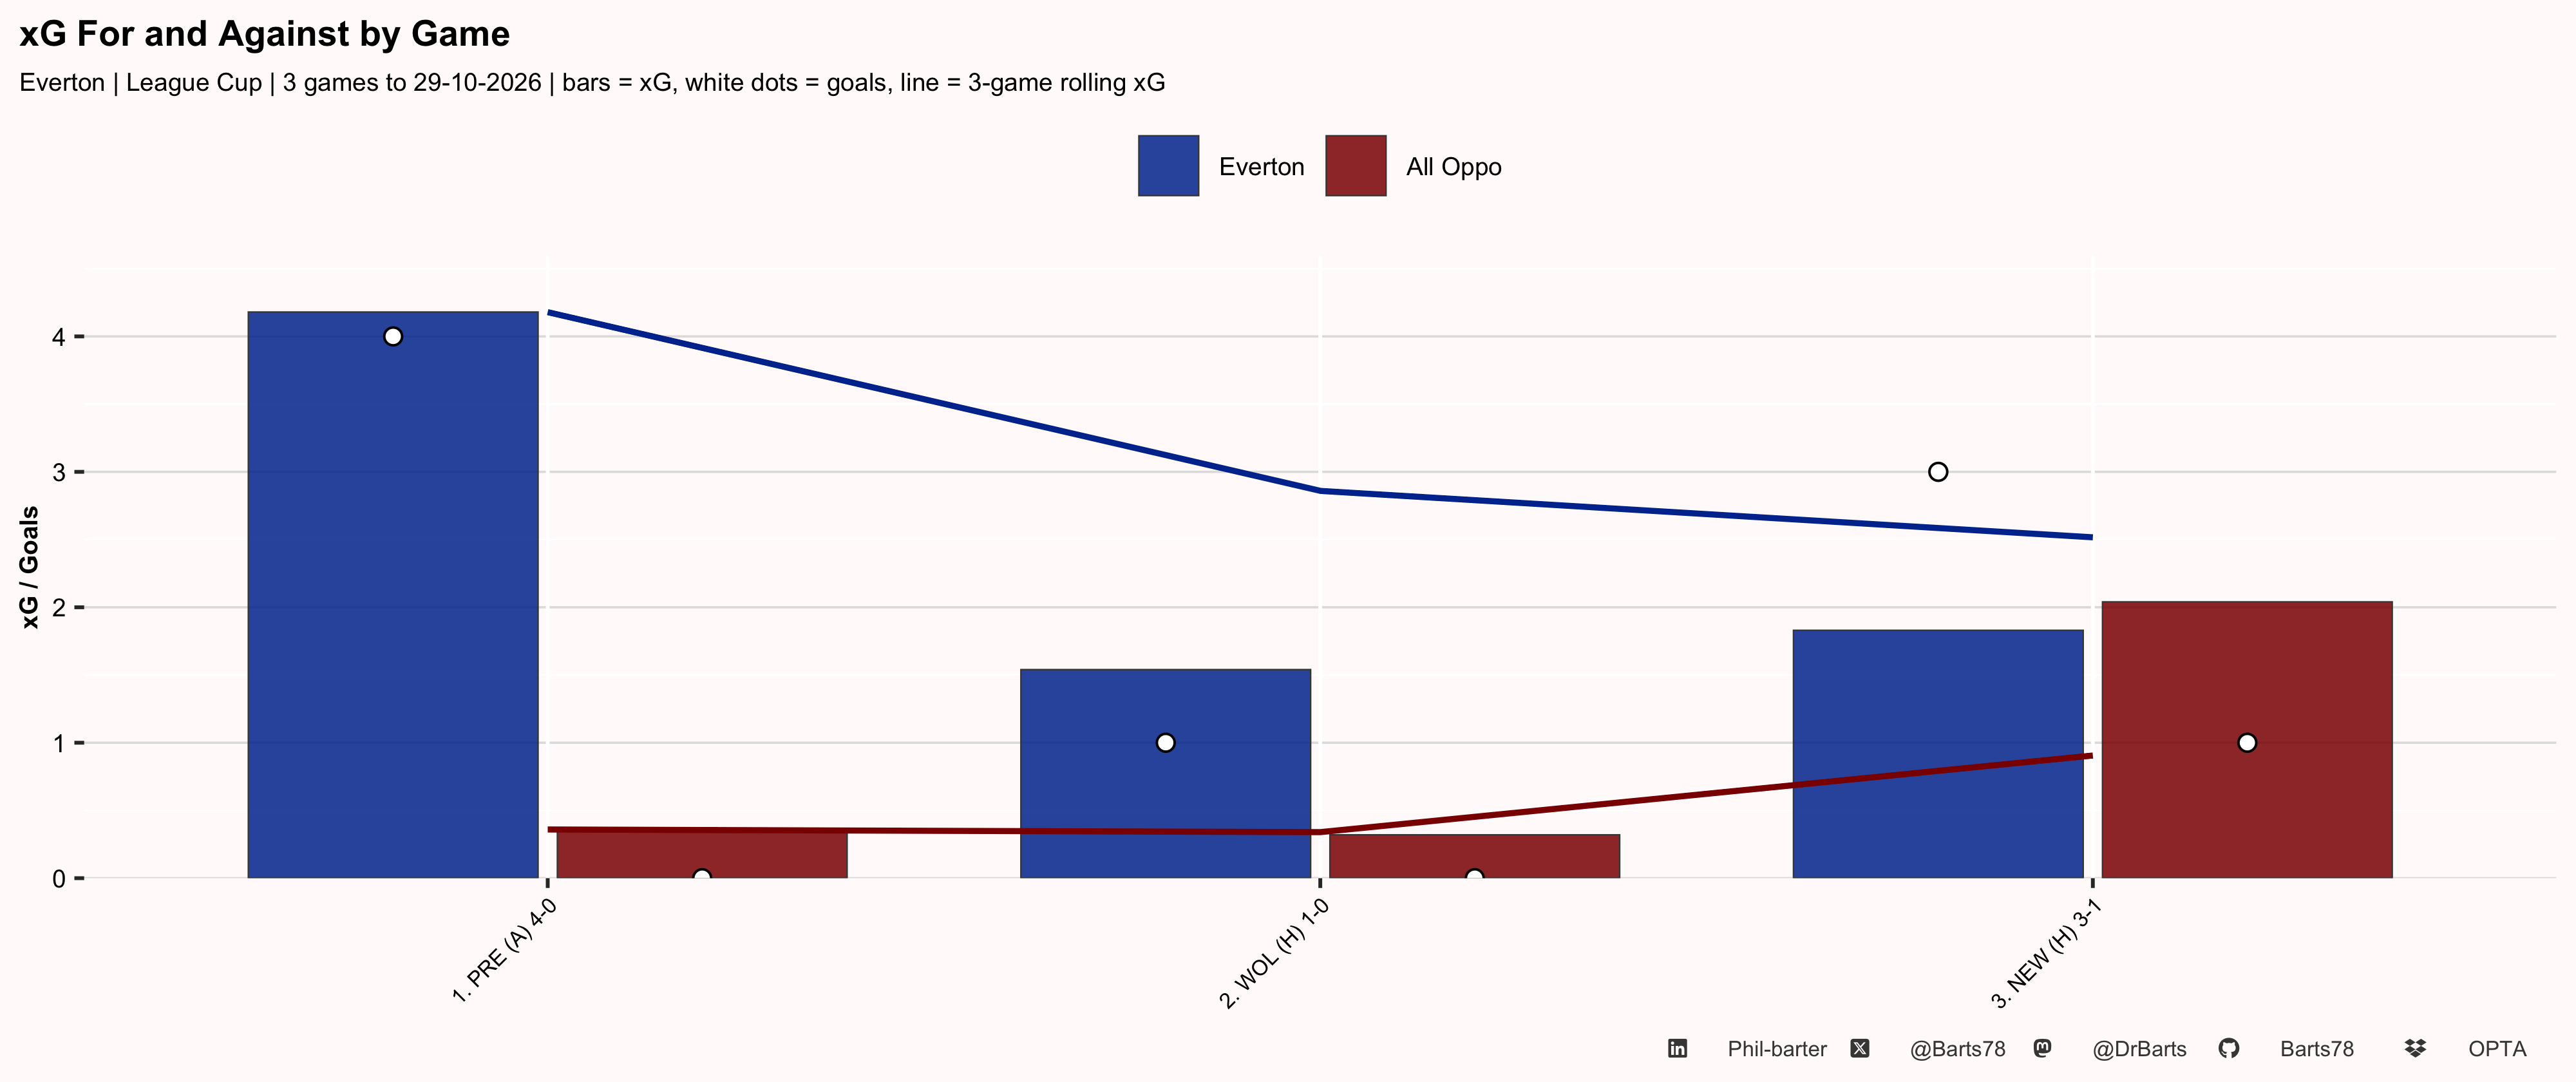 xG For and Against by Game
Everton | League Cup | 3 games to 29-10-2026 | bars = xG, white dots = goals, line = 3-game rolling xG
Everton
All Oppo
xG / Goals
4
3
2
1
0
1. PRE (A) 4-0
2. WOL (H) 1-0
3. NEW (H) 3-1
Phil-barter @Barts78 @DrBarts Barts78 OPTA